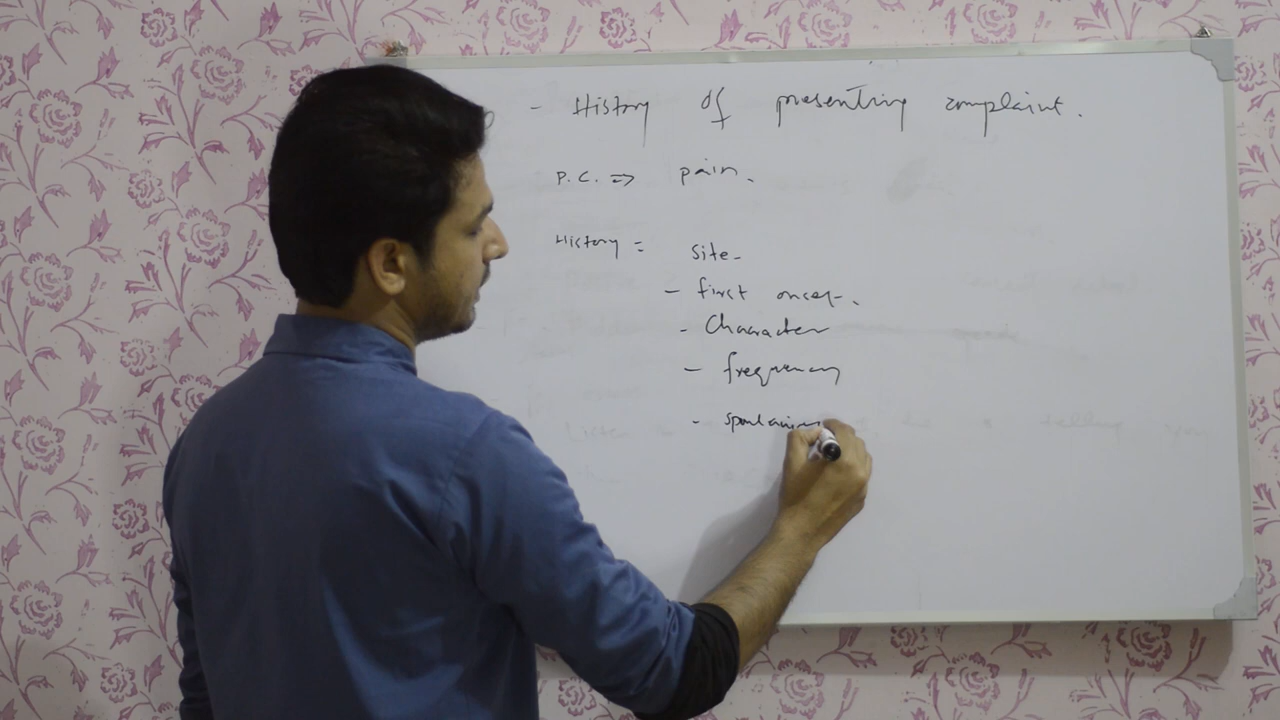 - History of presenting complaint.
P.C. => pain.
History = site-
- first onset-.
- Character
- frequency
-